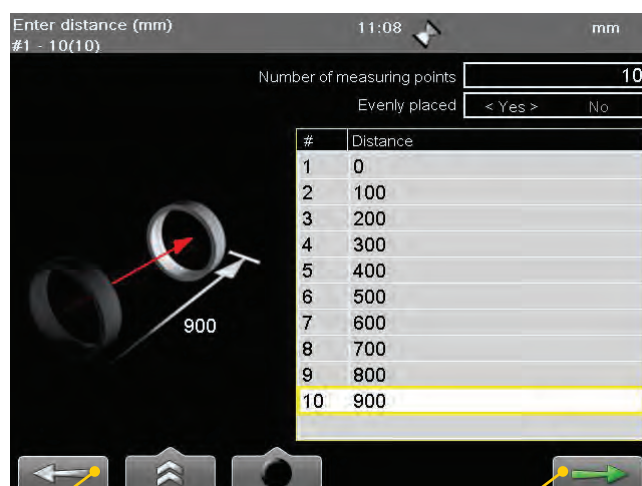 Enter distance (mm) 11:08 mm
#1 - 10(10)
Number of measuring points 10
Evenly placed < Yes > No
# Distance
1 0
2 100
3 200
4 300
5 400
6 500
7 600
8 700
9 800
10 900
900